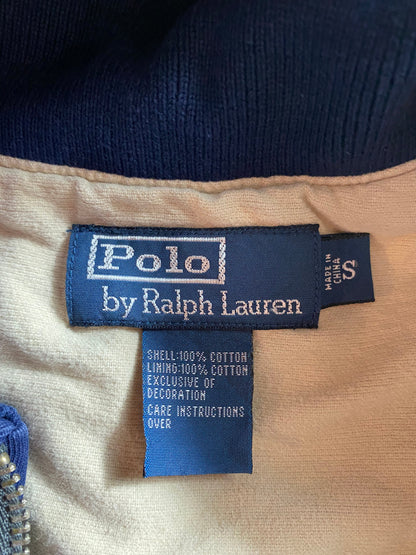 Polo
by Ralph Lauren
MADE IN
CHINA
S
SHELL:100% COTTON
LINING:100% COTTON
EXCLUSIVE OF
DECORATION
CARE INSTRUCTIONS
OVER